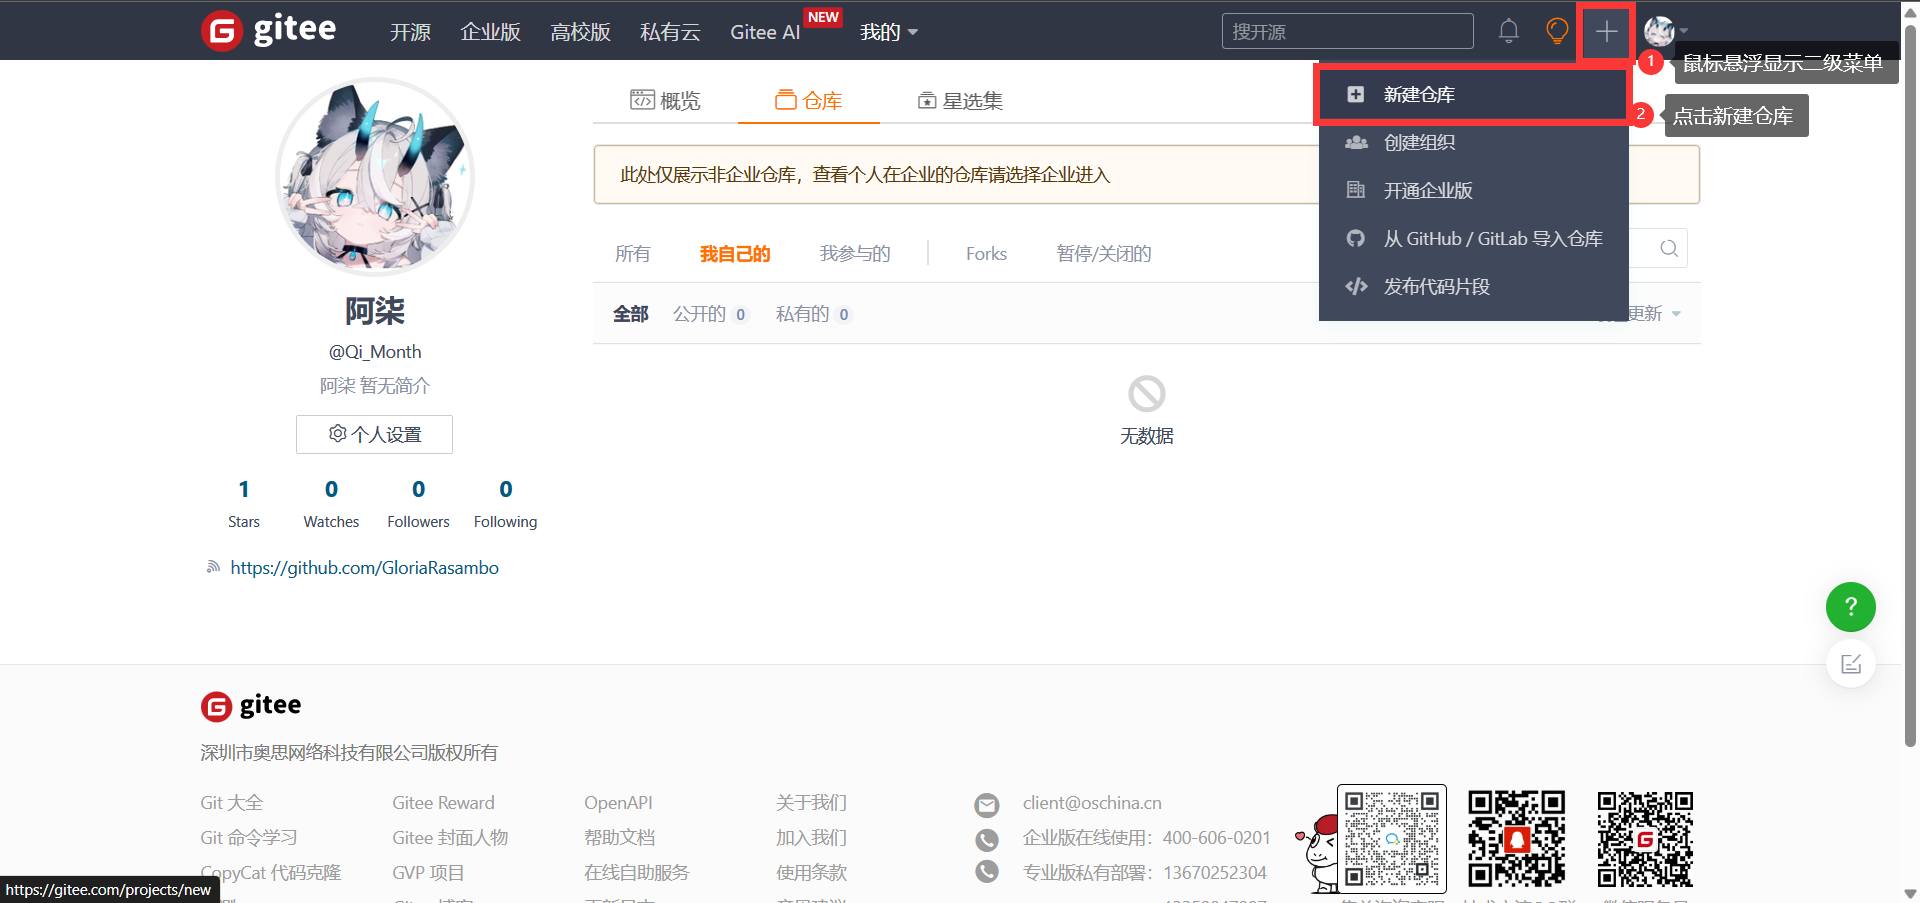 gitee 开源 企业版 高校版 私有云 Gitee AI NEW 我的 搜开源
1 鼠标悬浮显示二级菜单
新建仓库
2 点击新建仓库
创建组织
开通企业版
从 GitHub / GitLab 导入仓库
发布代码片段
概览 仓库 星选集
此处仅展示非企业仓库，查看个人在企业的仓库请选择企业进入
所有 我自己的 我参与的 Forks 暂停/关闭的
全部 公开的 0 私有的 0 更新
无数据
阿柒
@Qi_Month
阿柒 暂无简介
个人设置
1 0 0 0
Stars Watches Followers Following
https://github.com/GloriaRasambo
?
gitee
深圳市奥思网络科技有限公司版权所有
Git 大全 Gitee Reward OpenAPI 关于我们 client@oschina.cn
Git 命令学习 Gitee 封面人物 帮助文档 加入我们 企业版在线使用：400-606-0201
CopyCat 代码克隆 GVP 项目 在线自助服务 使用条款 专业版私有部署：13670252304
https://gitee.com/projects/new